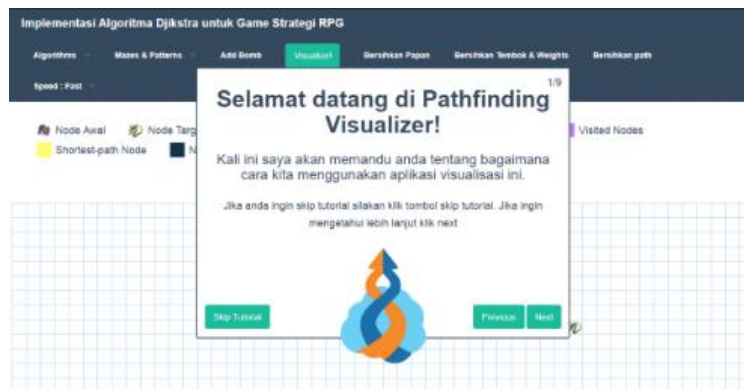 Implementasi Algoritma Djikstra untuk Game Strategi RPG
Algorithms Mazes & Patterns Add Bomb Visualize! Bersihkan Papan Bersihkan Tembok & Weights Bersihkan path
Speed : Fast
1/9
Selamat datang di Pathfinding
Visualizer!
Node Awal Node Targ Visited Nodes
Shortest-path Node N
Kali ini saya akan memandu anda tentang bagaimana
cara kita menggunakan aplikasi visualisasi ini.
Jika anda ingin skip tutorial silakan klik tombol skip tutorial. Jika ingin
mengetahui lebih lanjut klik next
Skip Tutorial Previous Next